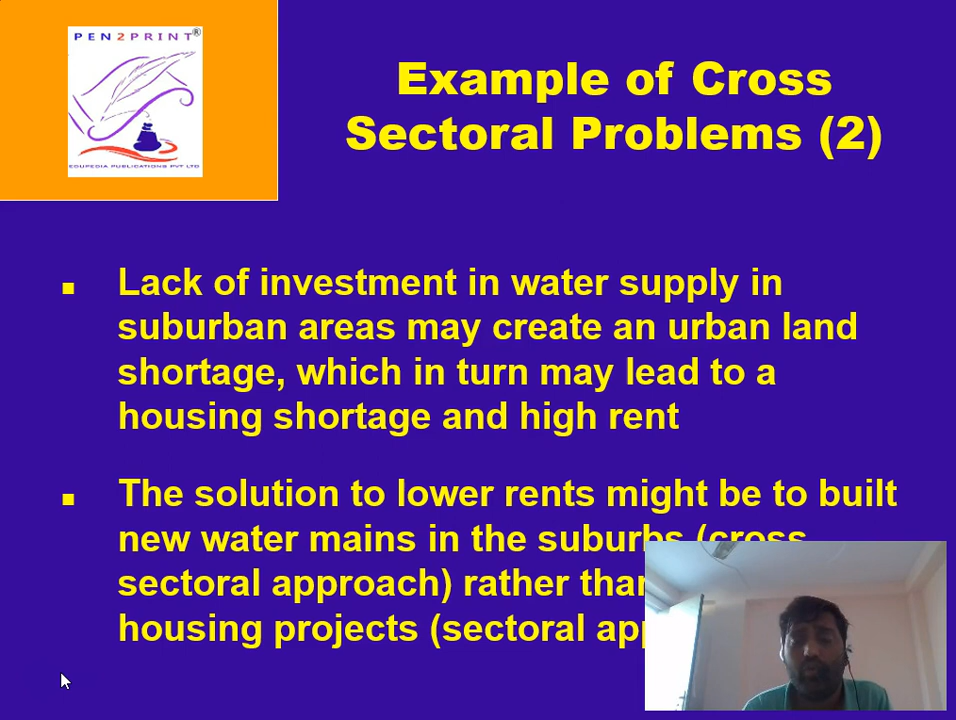 PEN2PRINT®
EDUPEDIA PUBLICATIONS PVT LTD
Example of Cross
Sectoral Problems (2)
Lack of investment in water supply in
suburban areas may create an urban land
shortage, which in turn may lead to a
housing shortage and high rent
The solution to lower rents might be to built
new water mains in the suburbs (cross
sectoral approach) rather than
housing projects (sectoral